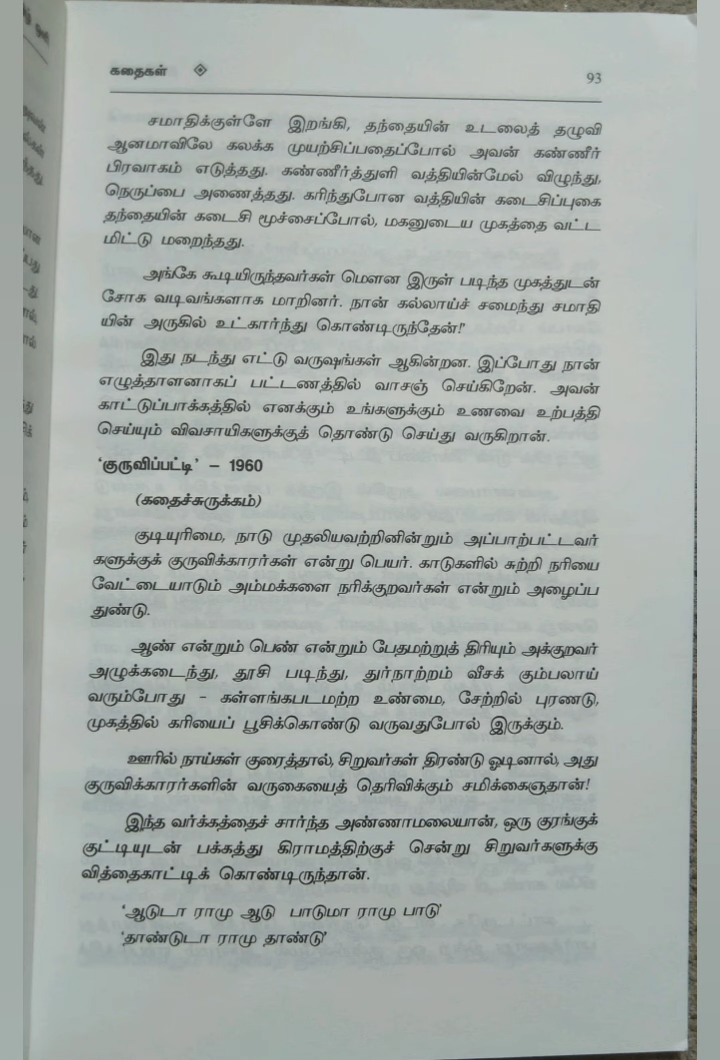 கதைகள்
93
சமாதிக்குள்ளே இறங்கி, தந்தையின் உடலைத் தழுவி
ஆனமாவிலே கலக்க முயற்சிப்பதைப்போல் அவன் கண்ணீர்
பிரவாகம் எடுத்தது. கண்ணீர்த்துளி வத்தியின்மேல் விழுந்து,
நெருப்பை அணைத்தது. கரிந்துபோன வத்தியின் கடைசிப்புகை
தந்தையின் கடைசி மூச்சைப்போல், மகனுடைய முகத்தை வட்ட
மிட்டு மறைந்தது.
அங்கே கூடியிருந்தவர்கள் மௌன இருள் படிந்த முகத்துடன்
சோக வடிவங்களாக மாறினர். நான் கல்லாய்ச் சமைந்து சமாதி
யின் அருகில் உட்கார்ந்து கொண்டிருந்தேன்!'
இது நடந்து எட்டு வருஷங்கள் ஆகின்றன. இப்போது நான்
எழுத்தாளனாகப் பட்டணத்தில் வாசஞ் செய்கிறேன். அவன்
காட்டுப்பாக்கத்தில் எனக்கும் உங்களுக்கும் உணவை உற்பத்தி
செய்யும் விவசாயிகளுக்குத் தொண்டு செய்து வருகிறான்.
'குருவிப்பட்டி' – 1960
(கதைச்சுருக்கம்)
குடியுரிமை, நாடு முதலியவற்றினின்றும் அப்பாற்பட்டவர்
களுக்குக் குருவிக்காரர்கள் என்று பெயர். காடுகளில் சுற்றி நரியை
வேட்டையாடும் அம்மக்களை நரிக்குறவர்கள் என்றும் அழைப்ப
துண்டு.
ஆண் என்றும் பெண் என்றும் பேதமற்றுத் திரியும் அக்குறவர்
அழுக்கடைந்து, தூசி படிந்து, துர்நாற்றம் வீசக் கும்பலாய்
வரும்போது – கள்ளங்கபடமற்ற உண்மை, சேற்றில் புரண்டு,
முகத்தில் கரியைப் பூசிக்கொண்டு வருவதுபோல் இருக்கும்.
ஊரில் நாய்கள் குரைத்தால், சிறுவர்கள் திரண்டு ஓடினால், அது
குருவிக்காரர்களின் வருகையைத் தெரிவிக்கும் சமிக்கைஞதான்!
இந்த வர்க்கத்தைச் சார்ந்த அண்ணாமலையான், ஒரு குரங்குக்
குட்டியுடன் பக்கத்து கிராமத்திற்குச் சென்று சிறுவர்களுக்கு
வித்தைகாட்டிக் கொண்டிருந்தான்.
'ஆடுடா ராமு ஆடு பாடுமா ராமு பாடு'
'தாண்டுடா ராமு தாண்டு'